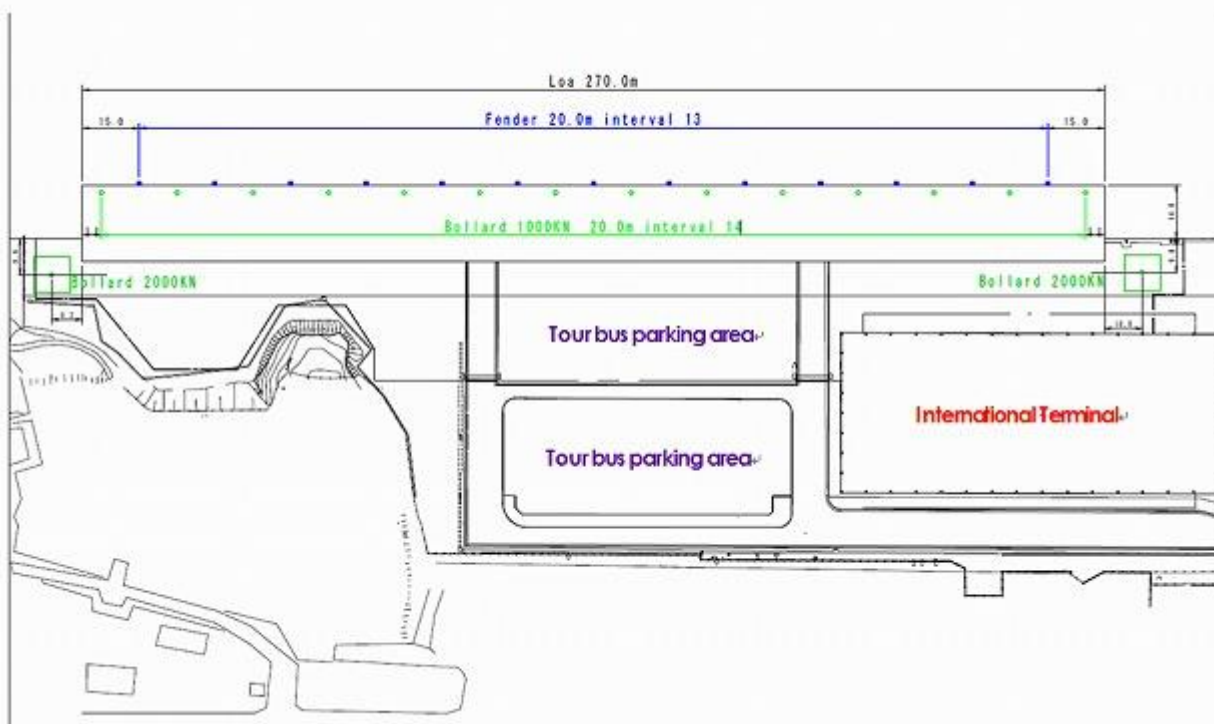 Loa 270.0m
15.0
Fender 20.0m interval 13
15.0
Bollard 1000KN 20.0m interval 14
Bollard 2000KN
Bollard 2000KN
Tour bus parking area
International Terminal
Tour bus parking area